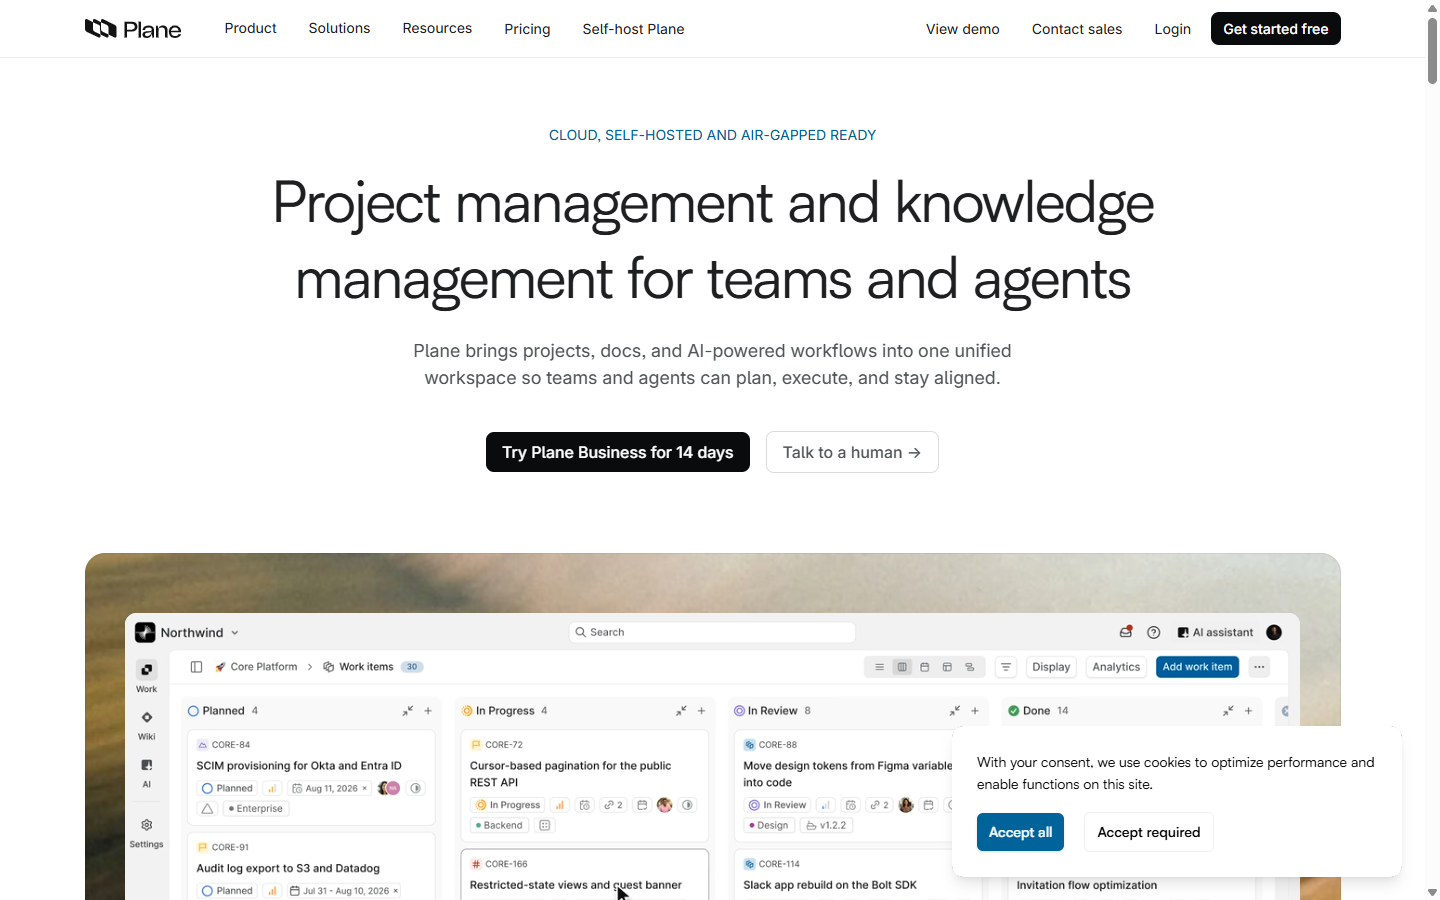 Plane
Product
Solutions
Resources
Pricing
Self-host Plane
View demo
Contact sales
Login
Get started free
CLOUD, SELF-HOSTED AND AIR-GAPPED READY
Project management and knowledge
management for teams and agents
Plane brings projects, docs, and AI-powered workflows into one unified
workspace so teams and agents can plan, execute, and stay aligned.
Try Plane Business for 14 days
Talk to a human →
Northwind
Search
AI assistant
Work
Wiki
AI
Settings
Core Platform
Work items
30
Display
Analytics
Add work item
Planned 4
CORE-84
SCIM provisioning for Okta and Entra ID
Planned
Aug 11, 2026 ×
Enterprise
CORE-91
Audit log export to S3 and Datadog
Planned
Jul 31 - Aug 10, 2026 ×
In Progress 4
CORE-72
Cursor-based pagination for the public
REST API
In Progress
2
Backend
CORE-166
Restricted-state views and guest banner
In Review 8
CORE-88
Move design tokens from Figma variable
into code
In Review
2
Design
v1.2.2
CORE-114
Slack app rebuild on the Bolt SDK
Done 14
Invitation flow optimization
With your consent, we use cookies to optimize performance and
enable functions on this site.
Accept all
Accept required